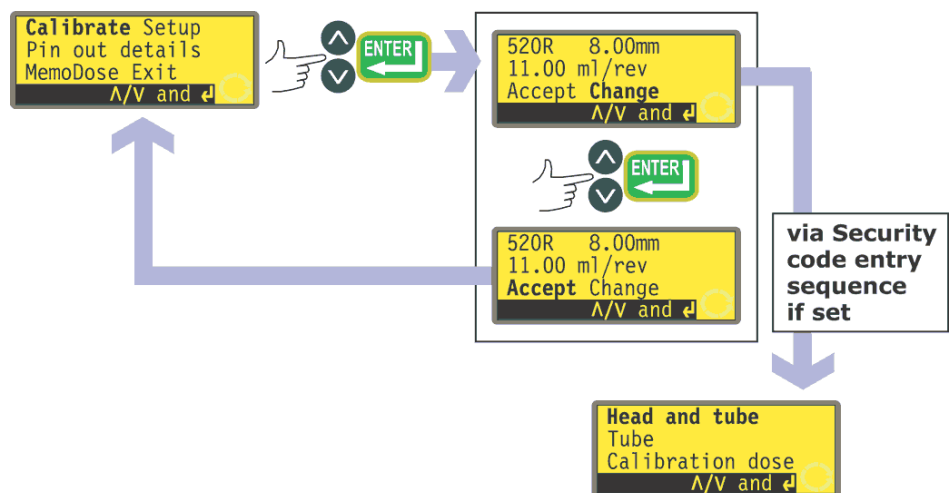 Calibrate Setup
Pin out details
MemoDose Exit
Λ/V and ↲
ENTER
520R 8.00mm
11.00 ml/rev
Accept Change
Λ/V and ↲
ENTER
520R 8.00mm
11.00 ml/rev
Accept Change
Λ/V and ↲
via Security
code entry
sequence
if set
Head and tube
Tube
Calibration dose
Λ/V and ↲